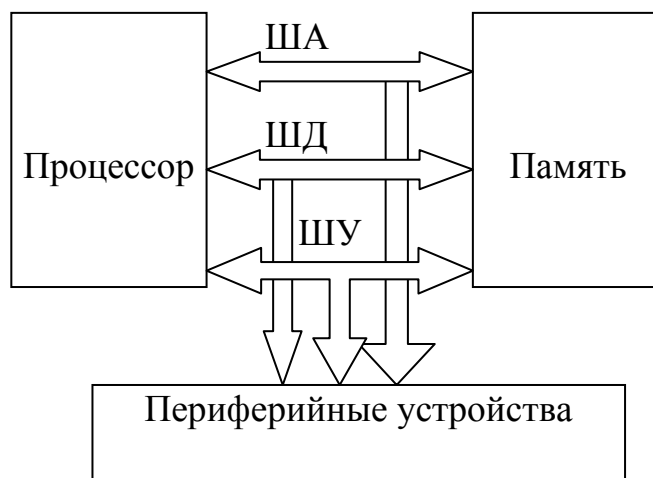 ША
ШД
Процессор
Память
ШУ
Периферийные устройства